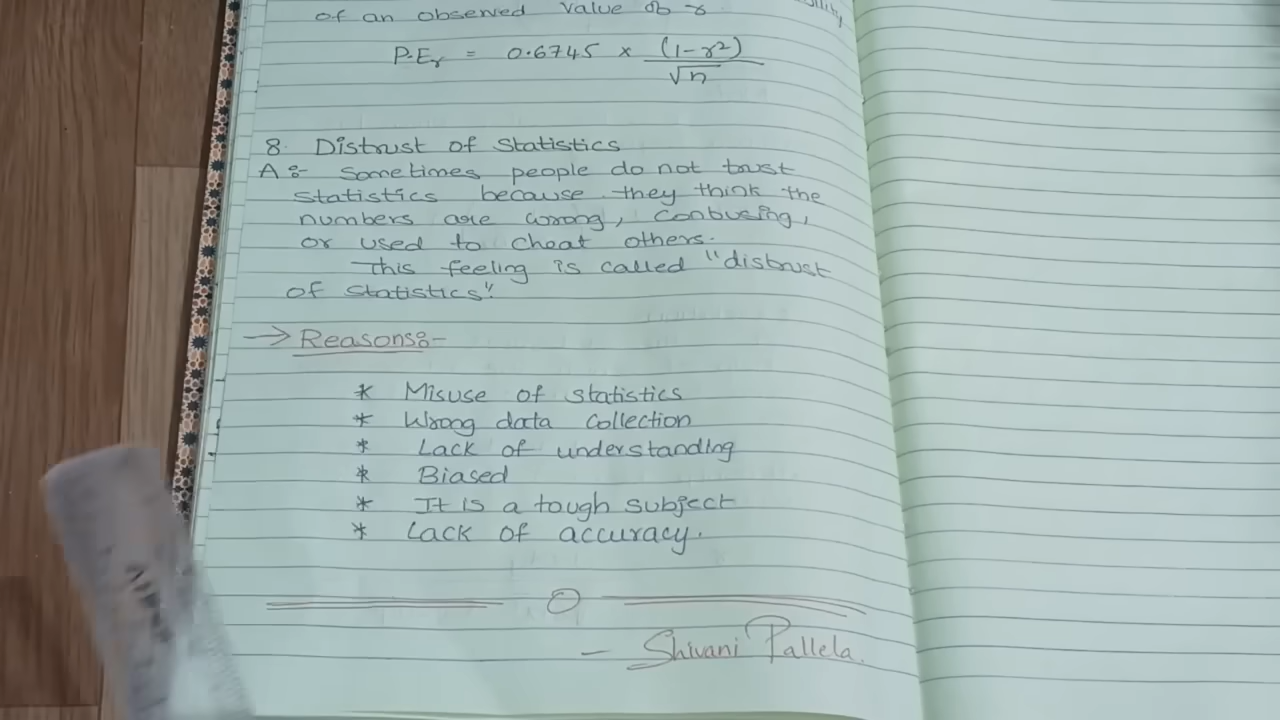 of an observed value of r
P.Er = 0.6745 × (1-r²)
√n
8. Distrust of Statistics
A:- Sometimes people do not trust
statistics because they think the
numbers are wrong, confusing,
or used to cheat others.
This feeling is called "distrust
of statistics".
→ Reasons:-
* Misuse of statistics
* Wrong data collection
* Lack of understanding
* Biased
* It is a tough subject
* Lack of accuracy.
- Shivani Pallela.